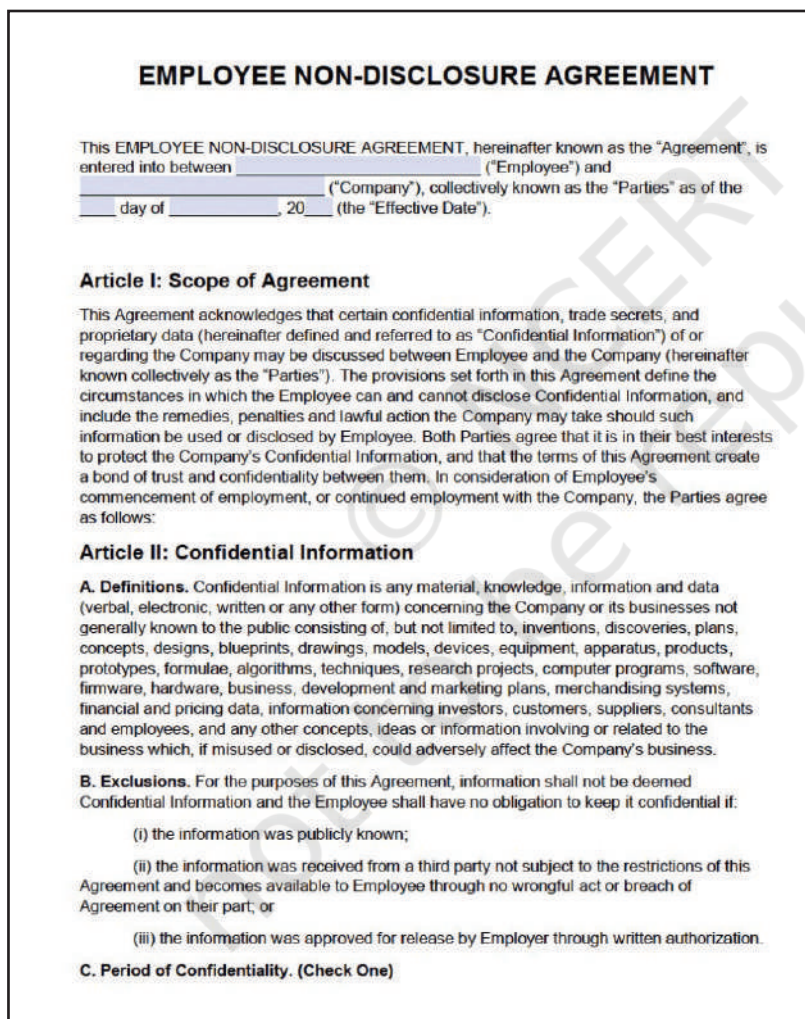 EMPLOYEE NON-DISCLOSURE AGREEMENT
This EMPLOYEE NON-DISCLOSURE AGREEMENT, hereinafter known as the “Agreement”, is
entered into between ____ (“Employee”) and
____ (“Company”), collectively known as the “Parties” as of the
____ day of ____, 20__ (the “Effective Date”).
Article I: Scope of Agreement
This Agreement acknowledges that certain confidential information, trade secrets, and
proprietary data (hereinafter defined and referred to as “Confidential Information”) of or
regarding the Company may be discussed between Employee and the Company (hereinafter
known collectively as the “Parties”). The provisions set forth in this Agreement define the
circumstances in which the Employee can and cannot disclose Confidential Information, and
include the remedies, penalties and lawful action the Company may take should such
information be used or disclosed by Employee. Both Parties agree that it is in their best interests
to protect the Company’s Confidential Information, and that the terms of this Agreement create
a bond of trust and confidentiality between them. In consideration of Employee’s
commencement of employment, or continued employment with the Company, the Parties agree
as follows:
Article II: Confidential Information
A. Definitions. Confidential Information is any material, knowledge, information and data
(verbal, electronic, written or any other form) concerning the Company or its businesses not
generally known to the public consisting of, but not limited to, inventions, discoveries, plans,
concepts, designs, blueprints, drawings, models, devices, equipment, apparatus, products,
prototypes, formulae, algorithms, techniques, research projects, computer programs, software,
firmware, hardware, business, development and marketing plans, merchandising systems,
financial and pricing data, information concerning investors, customers, suppliers, consultants
and employees, and any other concepts, ideas or information involving or related to the
business which, if misused or disclosed, could adversely affect the Company’s business.
B. Exclusions. For the purposes of this Agreement, information shall not be deemed
Confidential Information and the Employee shall have no obligation to keep it confidential if:
(i) the information was publicly known;
(ii) the information was received from a third party not subject to the restrictions of this
Agreement and becomes available to Employee through no wrongful act or breach of
Agreement on their part; or
(iii) the information was approved for release by Employer through written authorization.
C. Period of Confidentiality. (Check One)
© NCERT
not to be repu